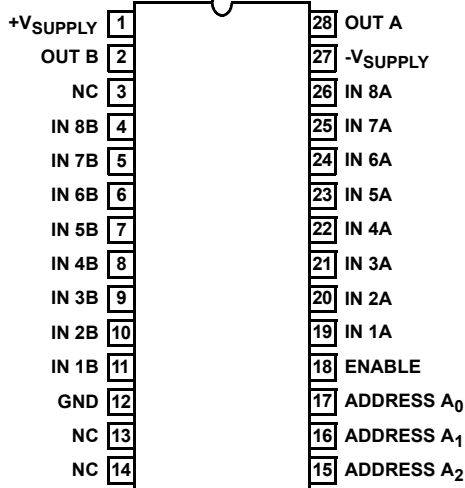 +VSUPPLY 1 28 OUT A
OUT B 2 27 -VSUPPLY
NC 3 26 IN 8A
IN 8B 4 25 IN 7A
IN 7B 5 24 IN 6A
IN 6B 6 23 IN 5A
IN 5B 7 22 IN 4A
IN 4B 8 21 IN 3A
IN 3B 9 20 IN 2A
IN 2B 10 19 IN 1A
IN 1B 11 18 ENABLE
GND 12 17 ADDRESS A0
NC 13 16 ADDRESS A1
NC 14 15 ADDRESS A2